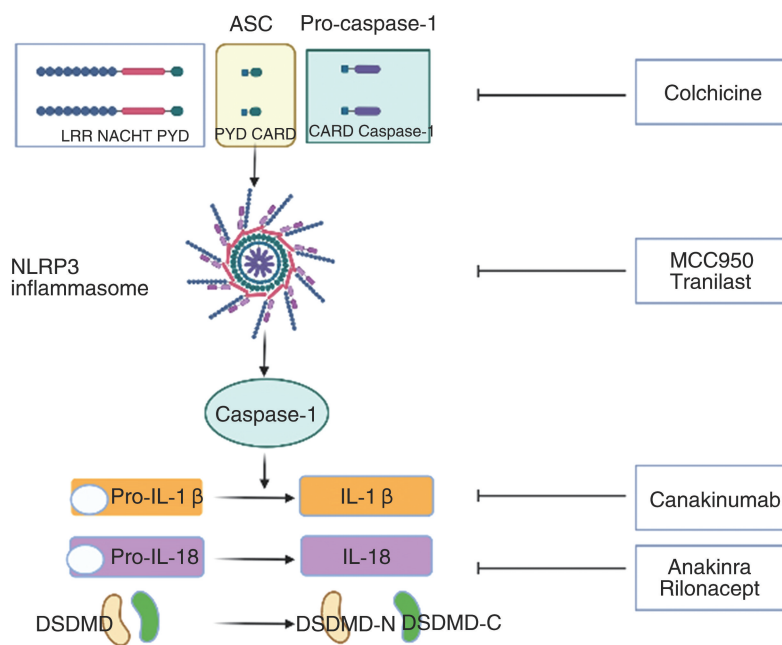 ASC Pro-caspase-1
LRR NACHT PYD
PYD CARD
CARD Caspase-1
Colchicine
NLRP3
inflammasome
MCC950
Tranilast
Caspase-1
Pro-IL-1 β
IL-1 β
Canakinumab
Pro-IL-18
IL-18
Anakinra
Rilonacept
DSDMD
DSDMD-N
DSDMD-C